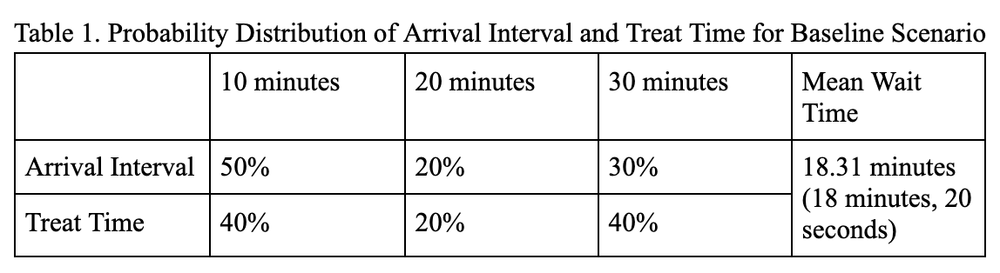 Table 1. Probability Distribution of Arrival Interval and Treat Time for Baseline Scenario
10 minutes 20 minutes 30 minutes Mean Wait
Time
Arrival Interval 50% 20% 30% 18.31 minutes
(18 minutes, 20
Treat Time 40% 20% 40% seconds)